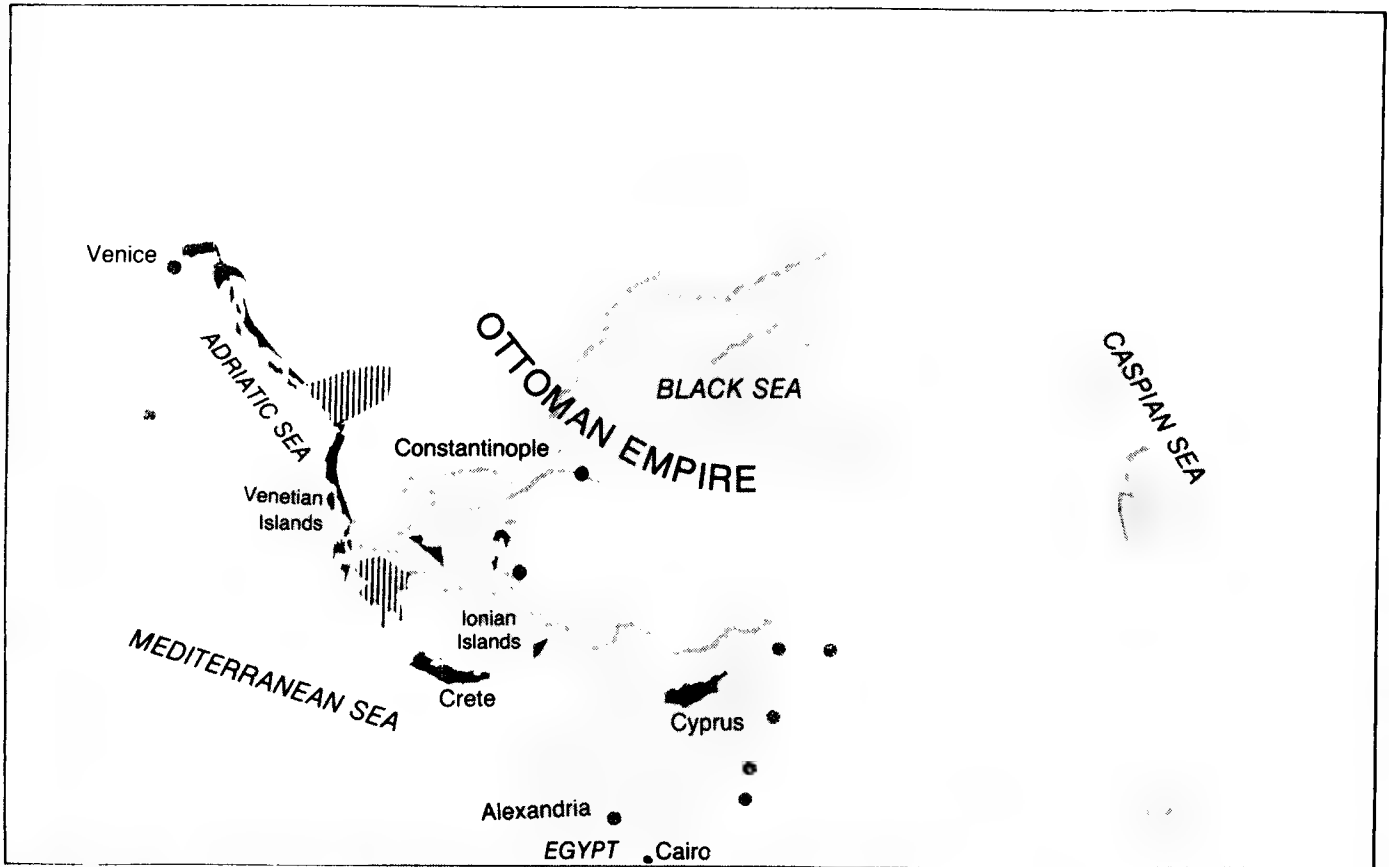 Venice
ADRIATIC SEA
OTTOMAN EMPIRE
BLACK SEA
CASPIAN SEA
Constantinople
Venetian
Islands
Ionian
Islands
MEDITERRANEAN SEA
Crete
Cyprus
Alexandria
EGYPT
Cairo